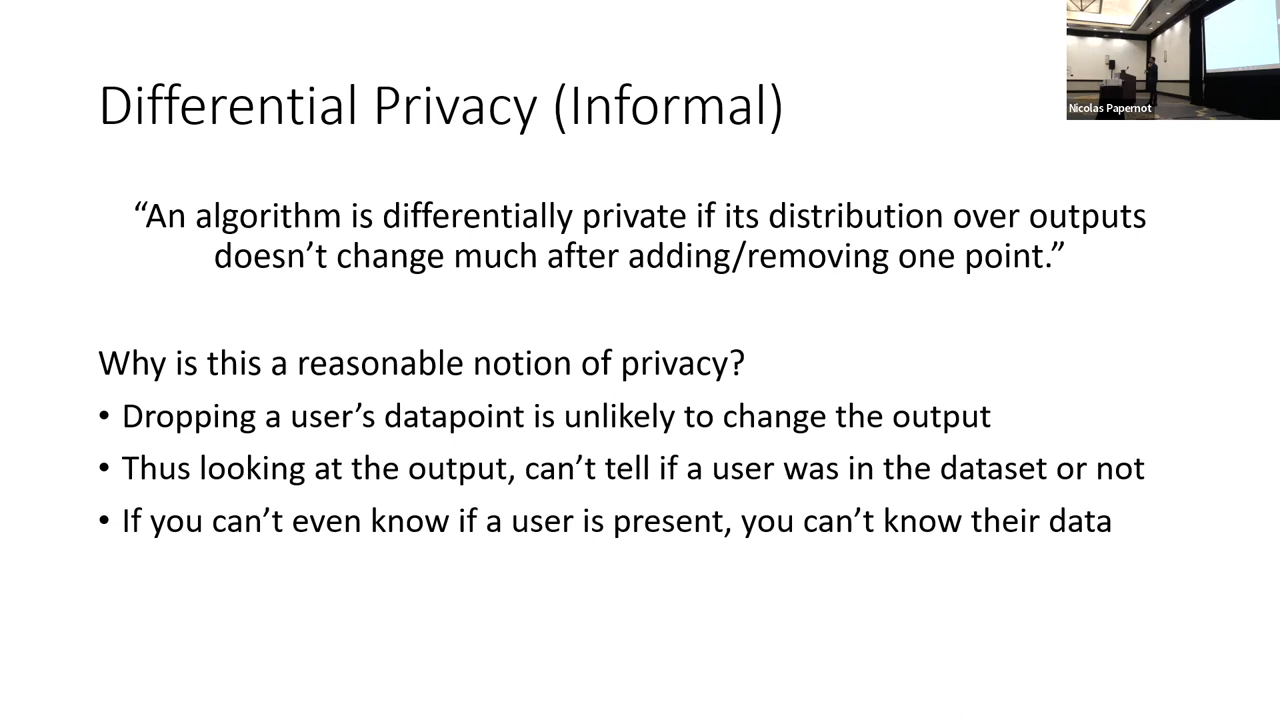 Nicolas Papernot
Differential Privacy (Informal)
“An algorithm is differentially private if its distribution over outputs
doesn’t change much after adding/removing one point.”
Why is this a reasonable notion of privacy?
• Dropping a user’s datapoint is unlikely to change the output
• Thus looking at the output, can’t tell if a user was in the dataset or not
• If you can’t even know if a user is present, you can’t know their data